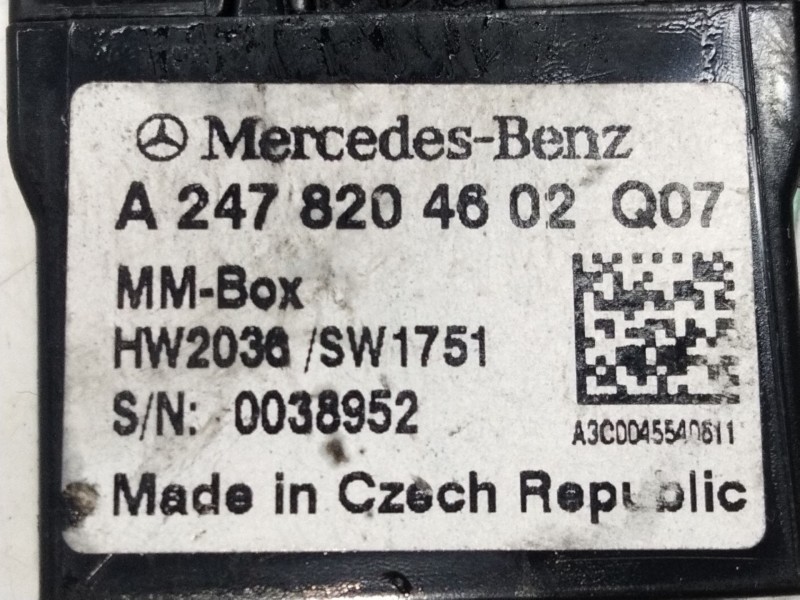 Mercedes-Benz
A 247 820 46 02 Q07
MM-Box
HW2036 /SW1751
S/N: 0038952
A3C0045540611
Made in Czech Republic